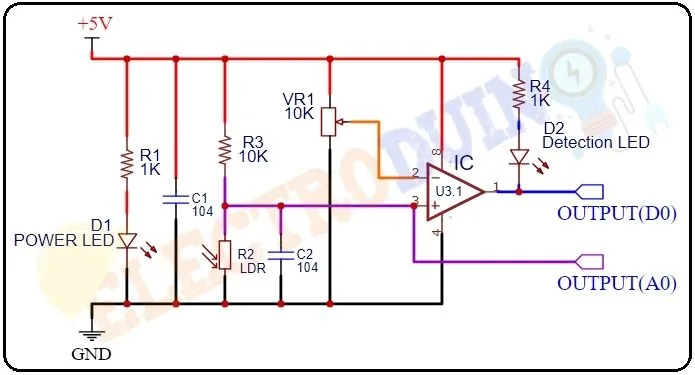 +5V
R1
1K
D1
POWER LED
C1
104
R3
10K
R2
LDR
C2
104
VR1
10K
8
IC
2
U3.1
1
3
4
R4
1K
D2
Detection LED
OUTPUT(D0)
OUTPUT(A0)
GND
ELECTRODUINO